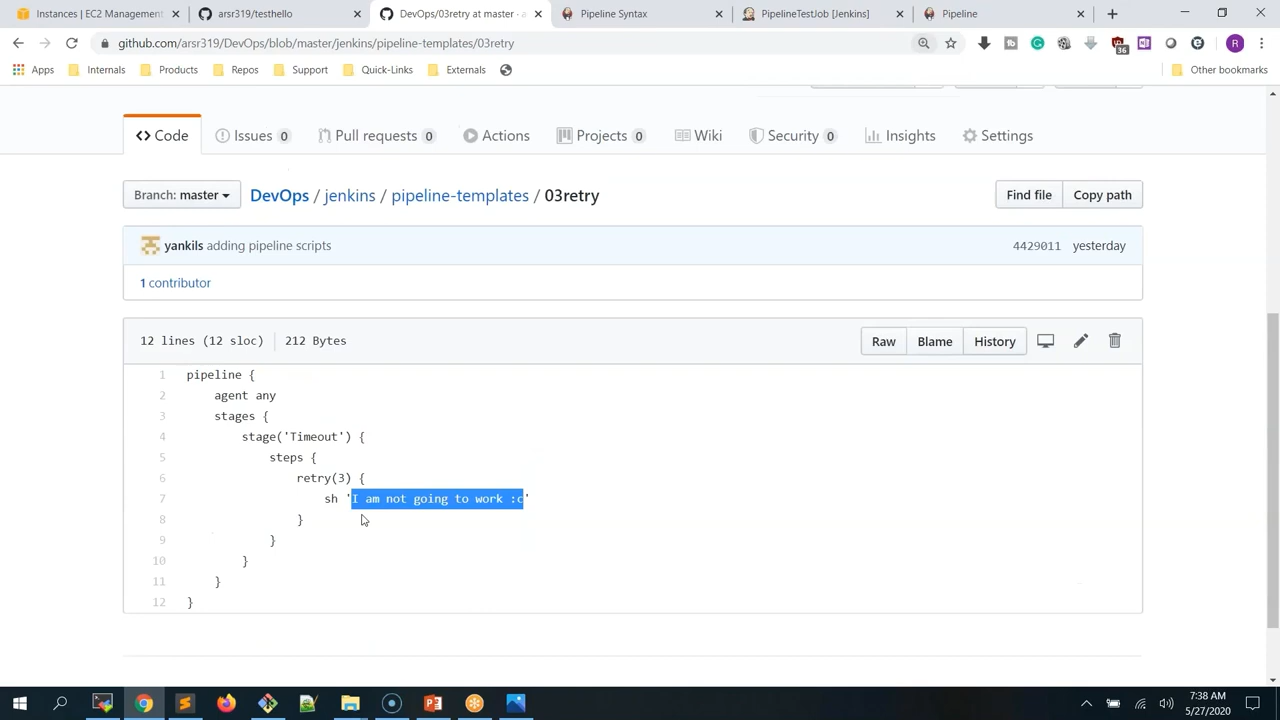 Instances | EC2 Management
arsr319/testhello
DevOps/03retry at master · a
Pipeline Syntax
PipelineTestJob [Jenkins]
Pipeline
github.com/arsr319/DevOps/blob/master/jenkins/pipeline-templates/03retry
36
R
Apps
Internals
Products
Repos
Support
Quick-Links
Externals
Other bookmarks
<> Code
Issues 0
Pull requests 0
Actions
Projects 0
Wiki
Security 0
Insights
Settings
Branch: master
DevOps / jenkins / pipeline-templates / 03retry
Find file
Copy path
yankils adding pipeline scripts
4429011 yesterday
1 contributor
12 lines (12 sloc)
212 Bytes
Raw
Blame
History
1 pipeline {
2 agent any
3 stages {
4 stage('Timeout') {
5 steps {
6 retry(3) {
7 sh 'I am not going to work :c'
8 }
9 }
10 }
11 }
12 }
7:38 AM
5/27/2020